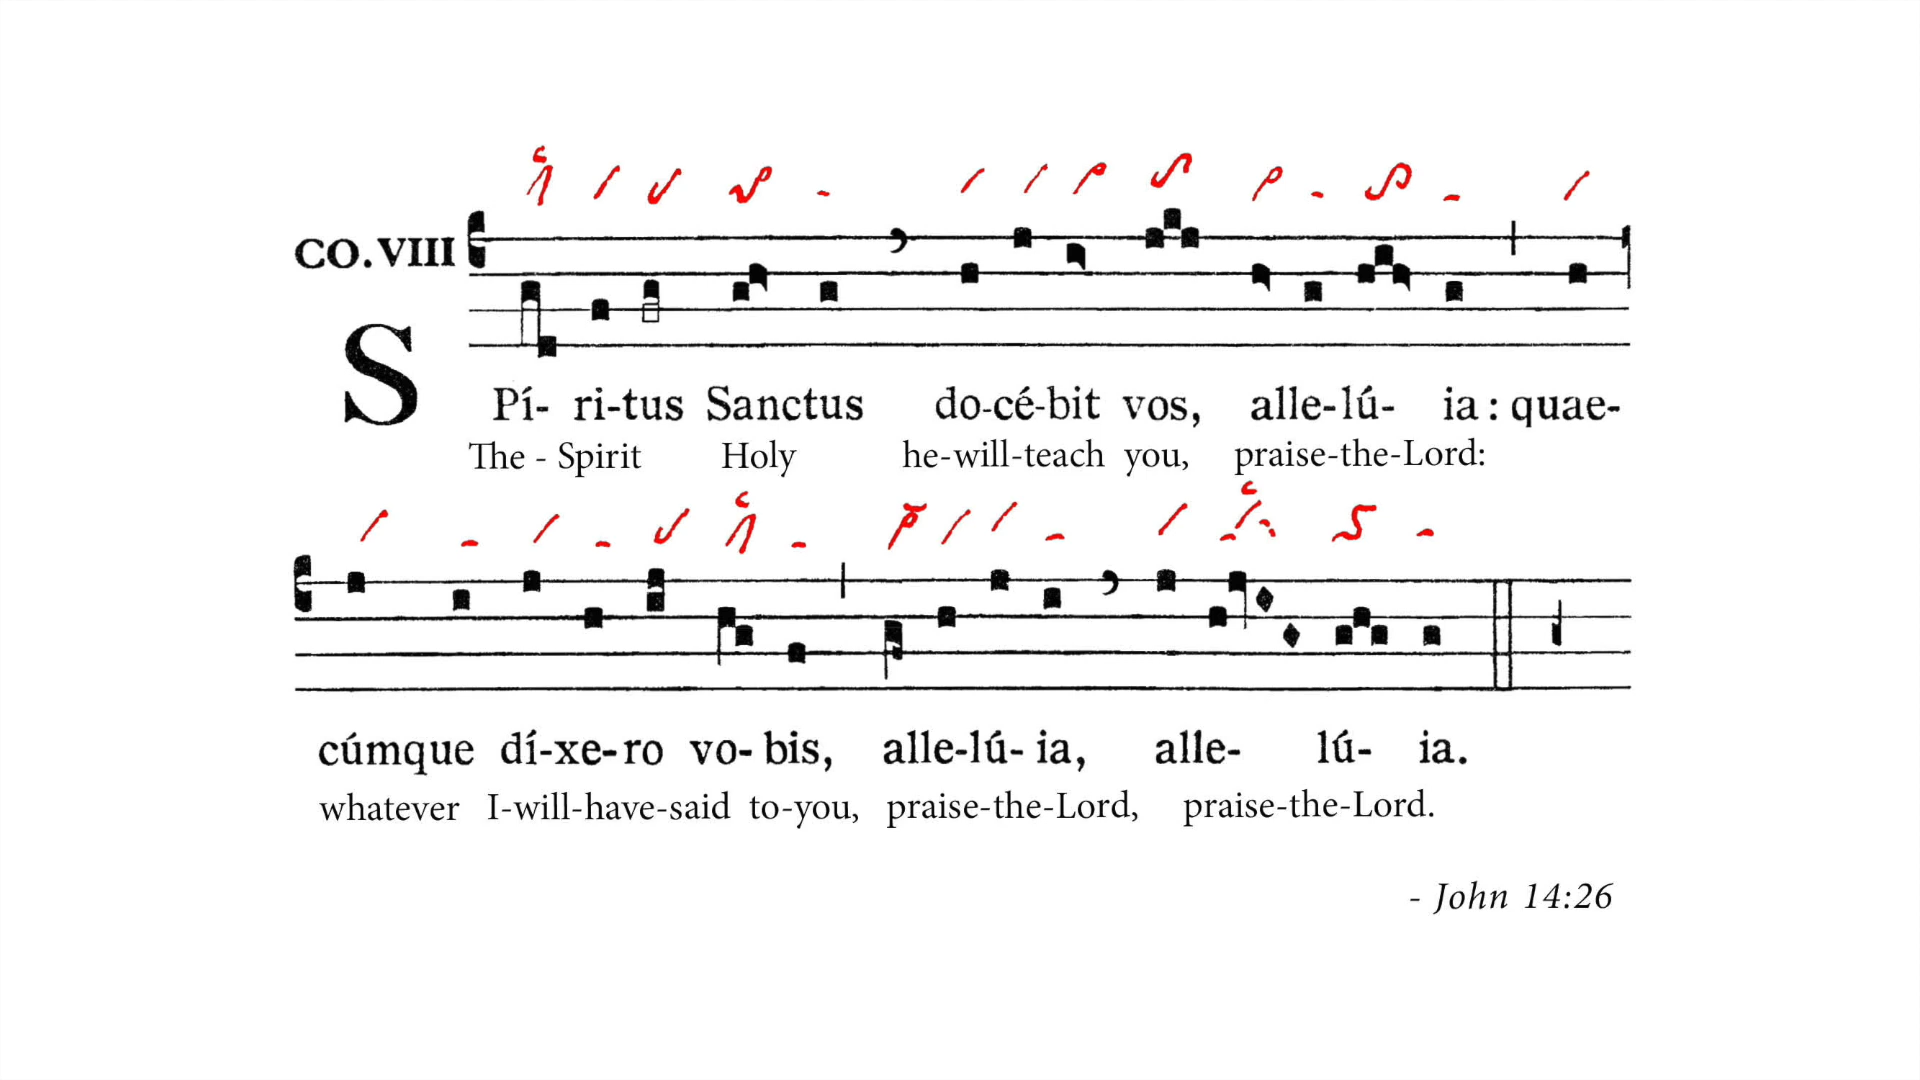 CO. VIII
SPí- ri-tus Sanctus do-cé-bit vos, alle-lú- ia : quae-
The - Spirit Holy he-will-teach you, praise-the-Lord:
cúmque dí-xe-ro vo- bis, alle-lú- ia, alle- lú- ia.
whatever I-will-have-said to-you, praise-the-Lord, praise-the-Lord.
- John 14:26